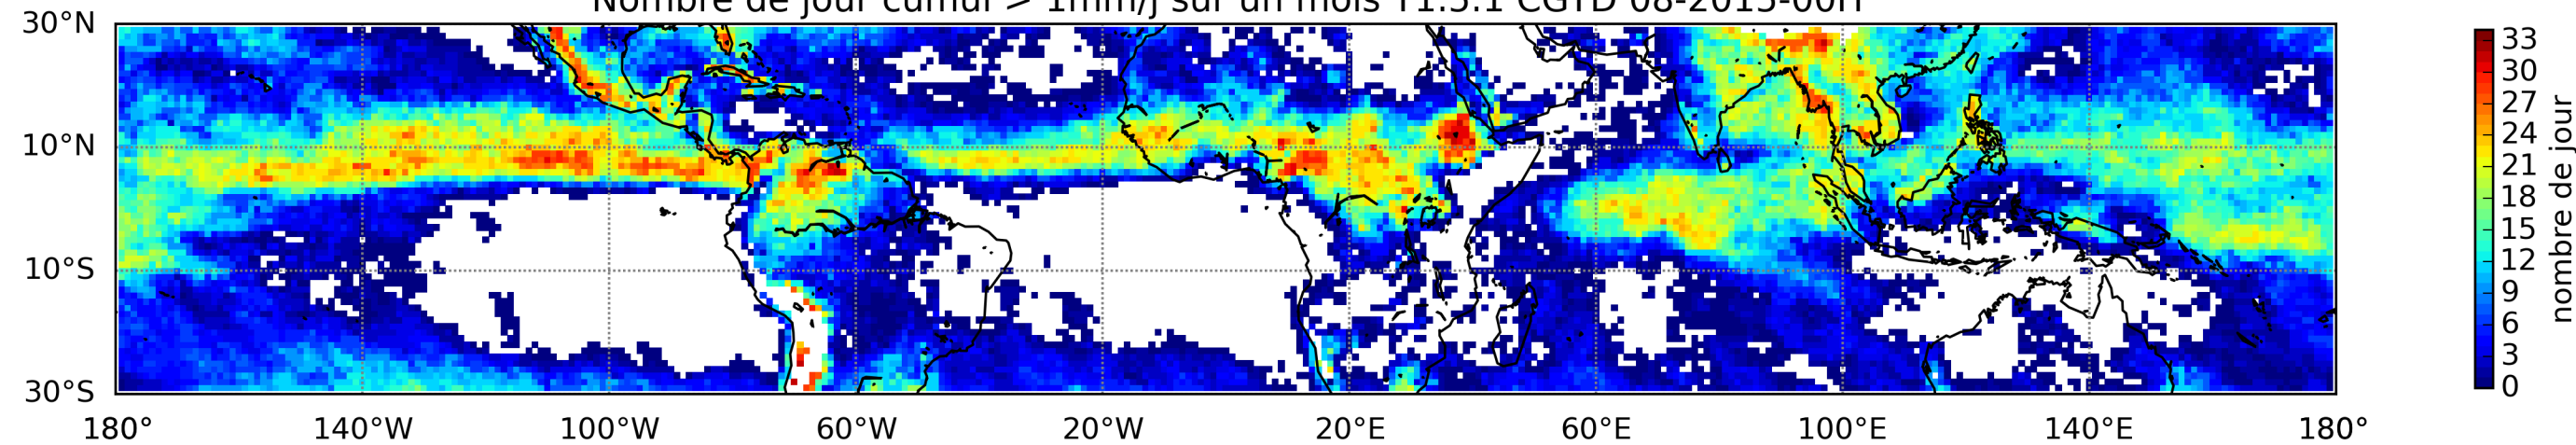 Nombre de jour cumul > 1mm/j sur un mois T1.5.1 CGTD 08-2015-00H
30°N
10°N
10°S
30°S
180° 140°W 100°W 60°W 20°W 20°E 60°E 100°E 140°E 180°
33
30
27
24
21
18
15
12
9
6
3
0
nombre de jour